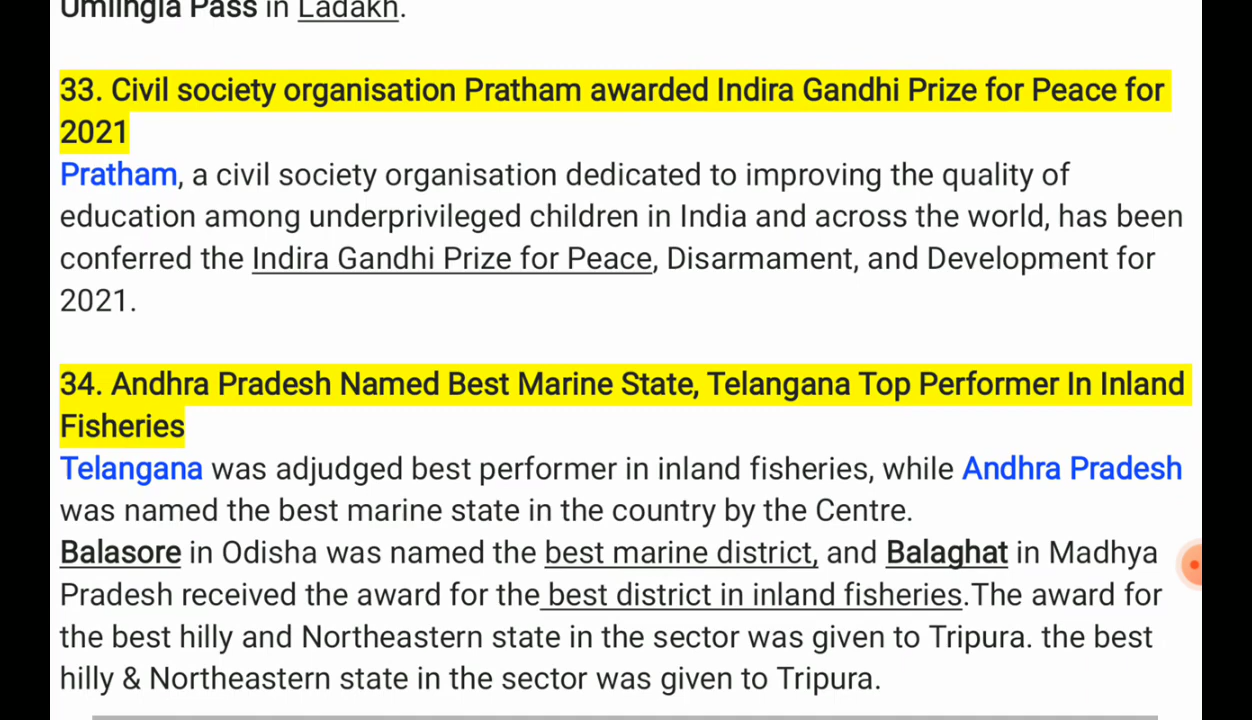 Umlingla Pass in Ladakh.
33. Civil society organisation Pratham awarded Indira Gandhi Prize for Peace for
2021
Pratham, a civil society organisation dedicated to improving the quality of
education among underprivileged children in India and across the world, has been
conferred the Indira Gandhi Prize for Peace, Disarmament, and Development for
2021.
34. Andhra Pradesh Named Best Marine State, Telangana Top Performer In Inland
Fisheries
Telangana was adjudged best performer in inland fisheries, while Andhra Pradesh
was named the best marine state in the country by the Centre.
Balasore in Odisha was named the best marine district, and Balaghat in Madhya
Pradesh received the award for the best district in inland fisheries.The award for
the best hilly and Northeastern state in the sector was given to Tripura. the best
hilly & Northeastern state in the sector was given to Tripura.